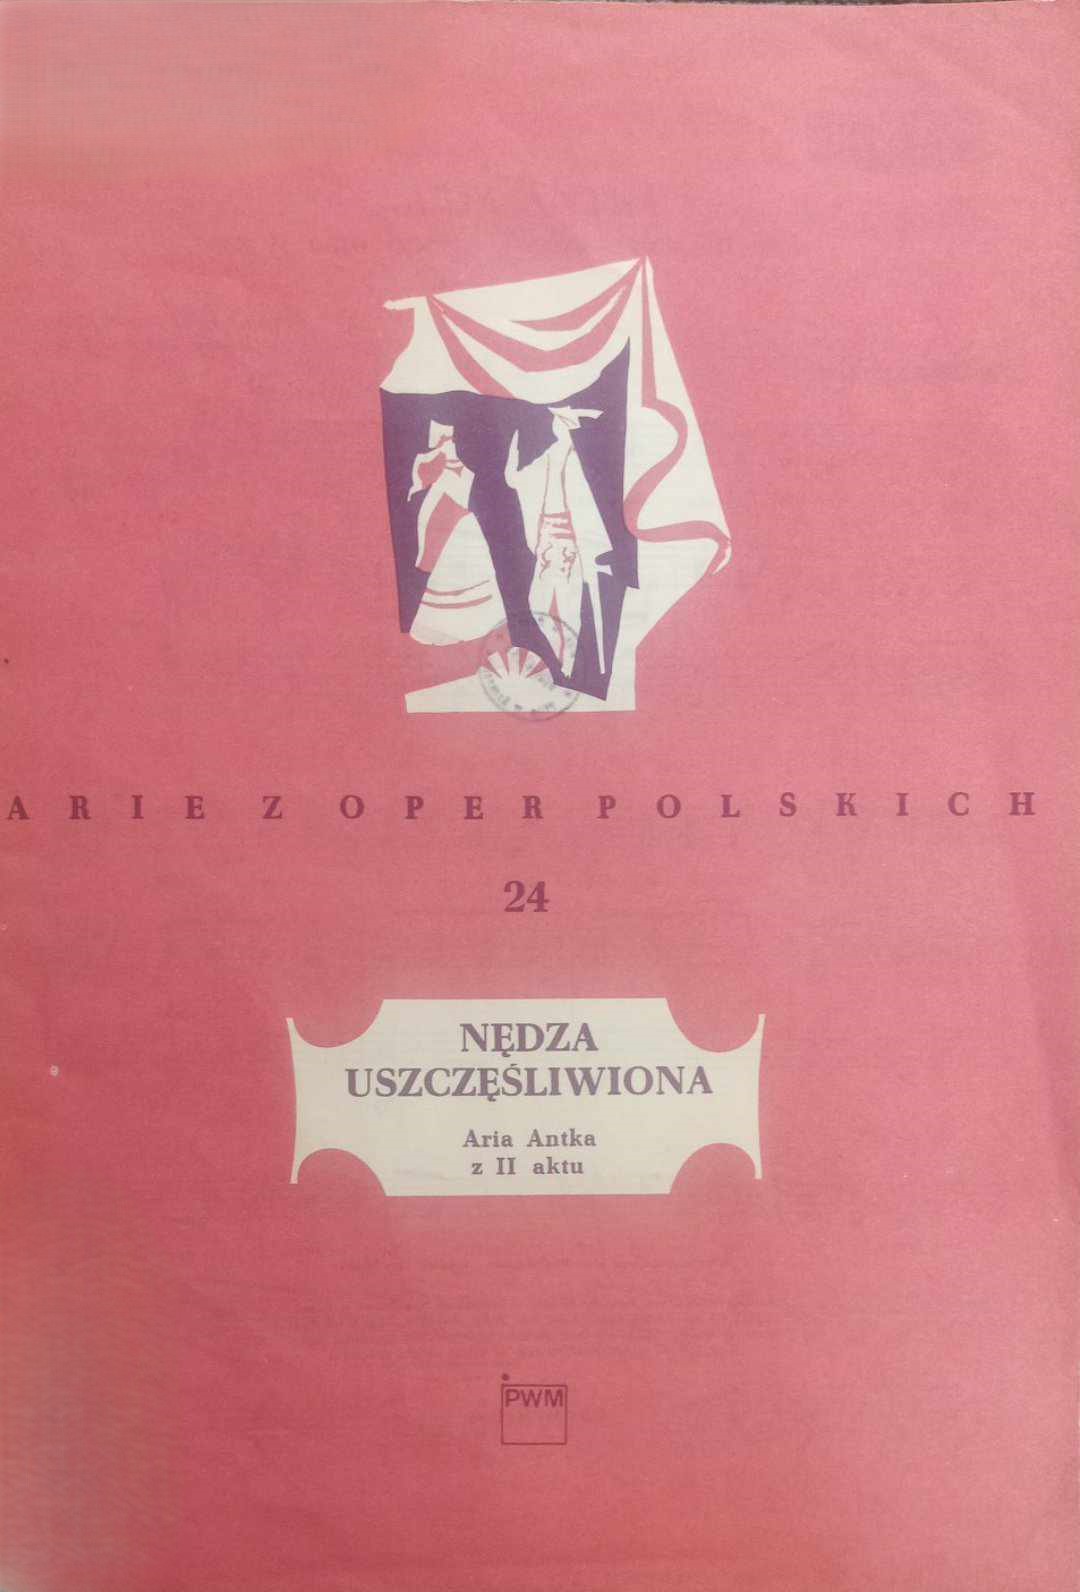 ARIE Z OPER POLSKICH
24
NĘDZA
USZCZĘŚLIWIONA
Aria Antka
z II aktu
PWM